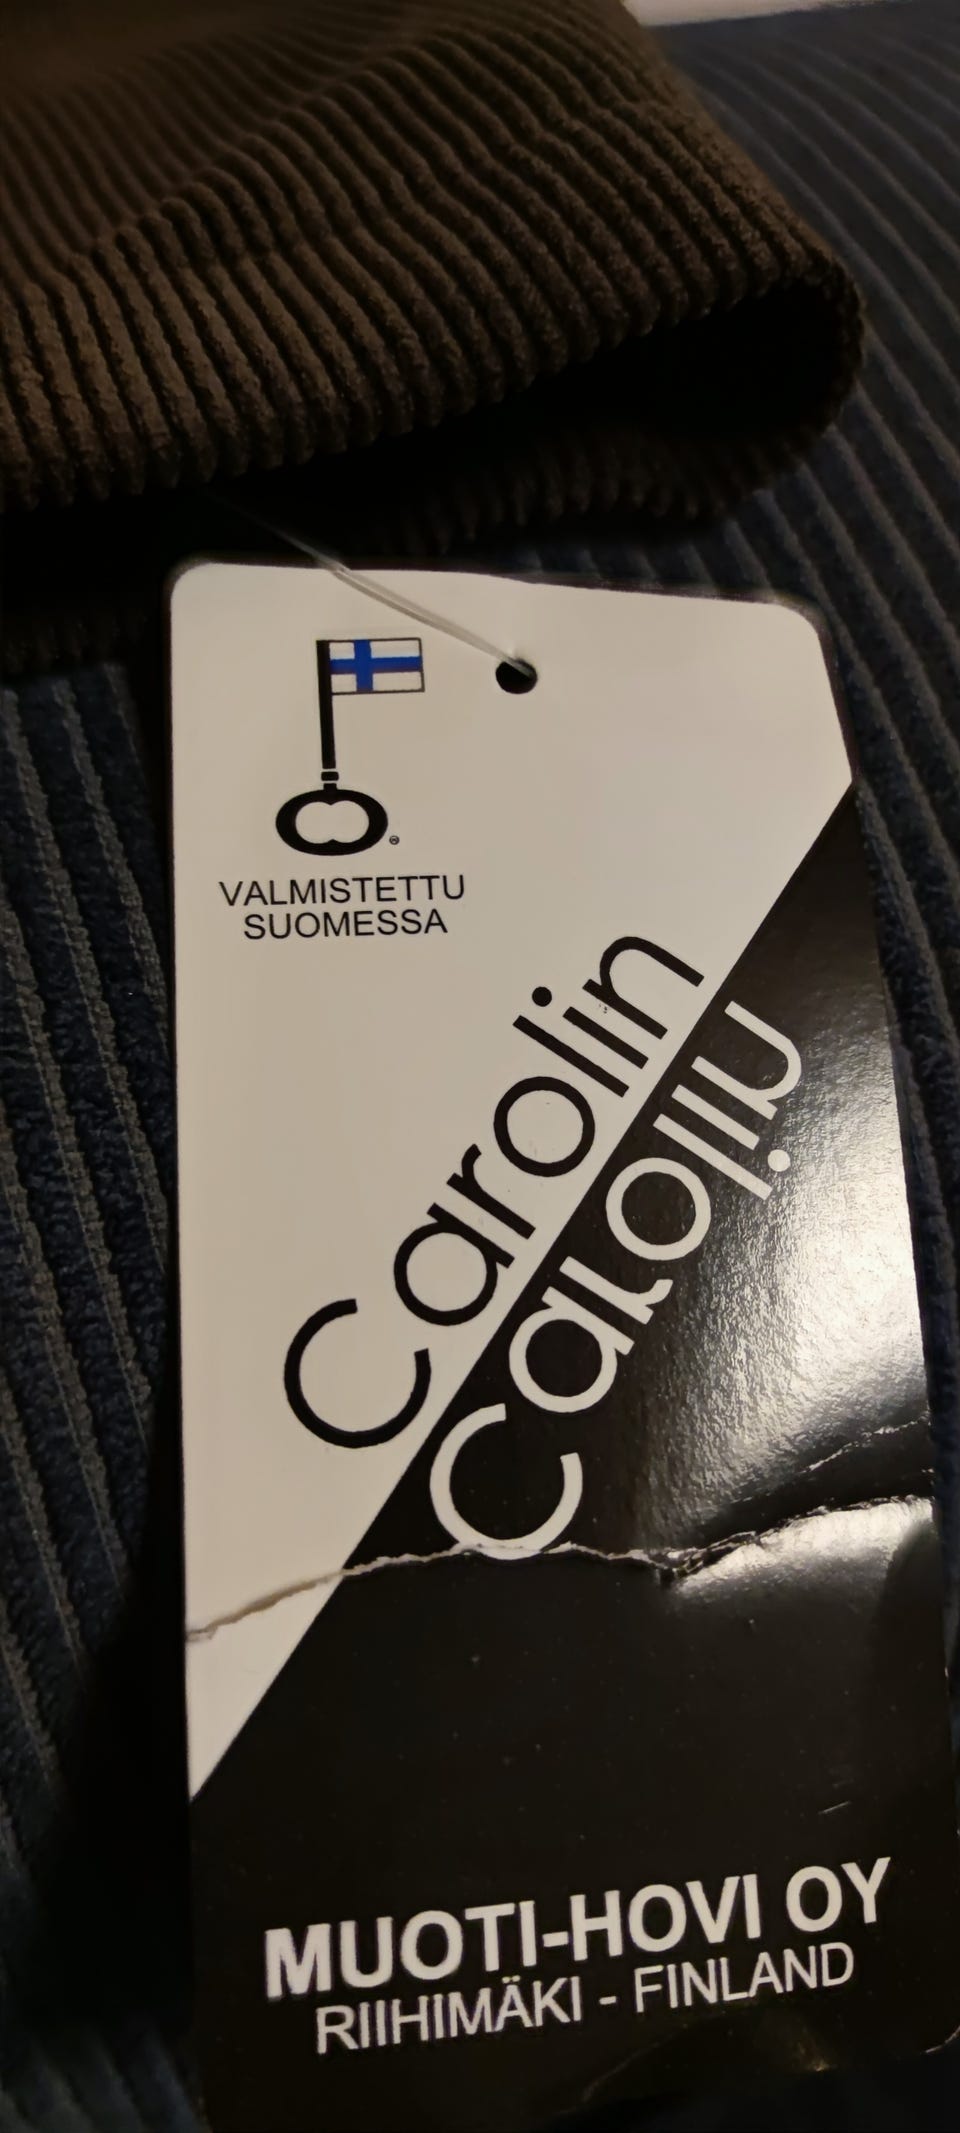 VALMISTETTU
SUOMESSA
Carolin
Carolin
MUOTI-HOVI OY
RIIHIMÄKI - FINLAND